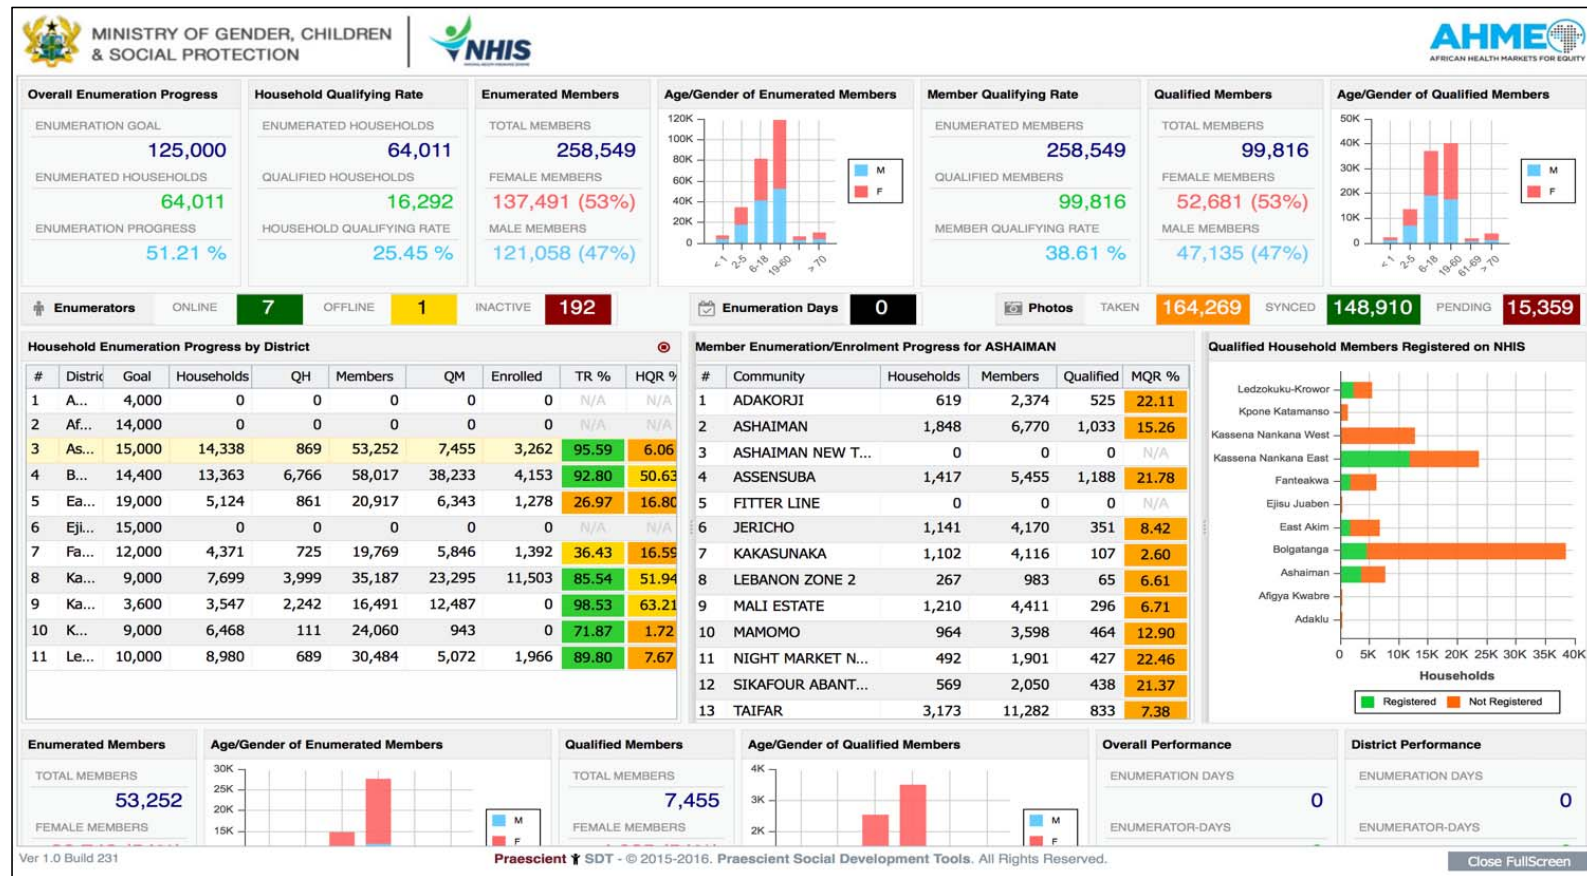 MINISTRY OF GENDER, CHILDREN
& SOCIAL PROTECTION
NHIS
AHME
AFRICAN HEALTH MARKETS FOR EQUITY
Overall Enumeration Progress
ENUMERATION GOAL
125,000
ENUMERATED HOUSEHOLDS
64,011
ENUMERATION PROGRESS
51.21 %
Household Qualifying Rate
ENUMERATED HOUSEHOLDS
64,011
QUALIFIED HOUSEHOLDS
16,292
HOUSEHOLD QUALIFYING RATE
25.45 %
Enumerated Members
TOTAL MEMBERS
258,549
FEMALE MEMBERS
137,491 (53%)
MALE MEMBERS
121,058 (47%)
Age/Gender of Enumerated Members
120K
100K
80K
60K
40K
20K
0
< 1 2-5 6-18 19-60 > 70
M
F
Member Qualifying Rate
ENUMERATED MEMBERS
258,549
QUALIFIED MEMBERS
99,816
MEMBER QUALIFYING RATE
38.61 %
Qualified Members
TOTAL MEMBERS
99,816
FEMALE MEMBERS
52,681 (53%)
MALE MEMBERS
47,135 (47%)
Age/Gender of Qualified Members
50K
40K
30K
20K
10K
0
< 1 2-5 6-18 19-60 61-69 > 70
M
F
Enumerators ONLINE 7 OFFLINE 1 INACTIVE 192
Enumeration Days 0
Photos TAKEN 164,269 SYNCED 148,910 PENDING 15,359
Household Enumeration Progress by District
# Distric Goal Households QH Members QM Enrolled TR % HQR %
1 A... 4,000 0 0 0 0 0 N/A N/A
2 Af... 14,000 0 0 0 0 0 N/A N/A
3 As... 15,000 14,338 869 53,252 7,455 3,262 95.59 6.06
4 B... 14,400 13,363 6,766 58,017 38,233 4,153 92.80 50.63
5 Ea... 19,000 5,124 861 20,917 6,343 1,278 26.97 16.80
6 Eji... 15,000 0 0 0 0 0 N/A N/A
7 Fa... 12,000 4,371 725 19,769 5,846 1,392 36.43 16.59
8 Ka... 9,000 7,699 3,999 35,187 23,295 11,503 85.54 51.94
9 Ka... 3,600 3,547 2,242 16,491 12,487 0 98.53 63.21
10 K... 9,000 6,468 111 24,060 943 0 71.87 1.72
11 Le... 10,000 8,980 689 30,484 5,072 1,966 89.80 7.67
Member Enumeration/Enrolment Progress for ASHAIMAN
# Community Households Members Qualified MQR %
1 ADAKORJI 619 2,374 525 22.11
2 ASHAIMAN 1,848 6,770 1,033 15.26
3 ASHAIMAN NEW T... 0 0 0 N/A
4 ASSENSUBA 1,417 5,455 1,188 21.78
5 FITTER LINE 0 0 0 N/A
6 JERICHO 1,141 4,170 351 8.42
7 KAKASUNAKA 1,102 4,116 107 2.60
8 LEBANON ZONE 2 267 983 65 6.61
9 MALI ESTATE 1,210 4,411 296 6.71
10 MAMOMO 964 3,598 464 12.90
11 NIGHT MARKET N... 492 1,901 427 22.46
12 SIKAFOUR ABANT... 569 2,050 438 21.37
13 TAIFAR 3,173 11,282 833 7.38
Qualified Household Members Registered on NHIS
Ledzokuku-Krowor
Kpone Katamanso
Kassena Nankana West
Kassena Nankana East
Fanteakwa
Ejisu Juaben
East Akim
Bolgatanga
Ashaiman
Afigya Kwabre
Adaklu
0 5K 10K 15K 20K 25K 30K 35K 40K
Households
Registered Not Registered
Enumerated Members
TOTAL MEMBERS
53,252
FEMALE MEMBERS
Age/Gender of Enumerated Members
30K
25K
20K
15K
M
F
Qualified Members
TOTAL MEMBERS
7,455
FEMALE MEMBERS
Age/Gender of Qualified Members
4K
3K
2K
M
F
Overall Performance
ENUMERATION DAYS
0
ENUMERATOR-DAYS
District Performance
ENUMERATION DAYS
0
ENUMERATOR-DAYS
Ver 1.0 Build 231
Praescient SDT - © 2015-2016. Praescient Social Development Tools. All Rights Reserved.
Close FullScreen